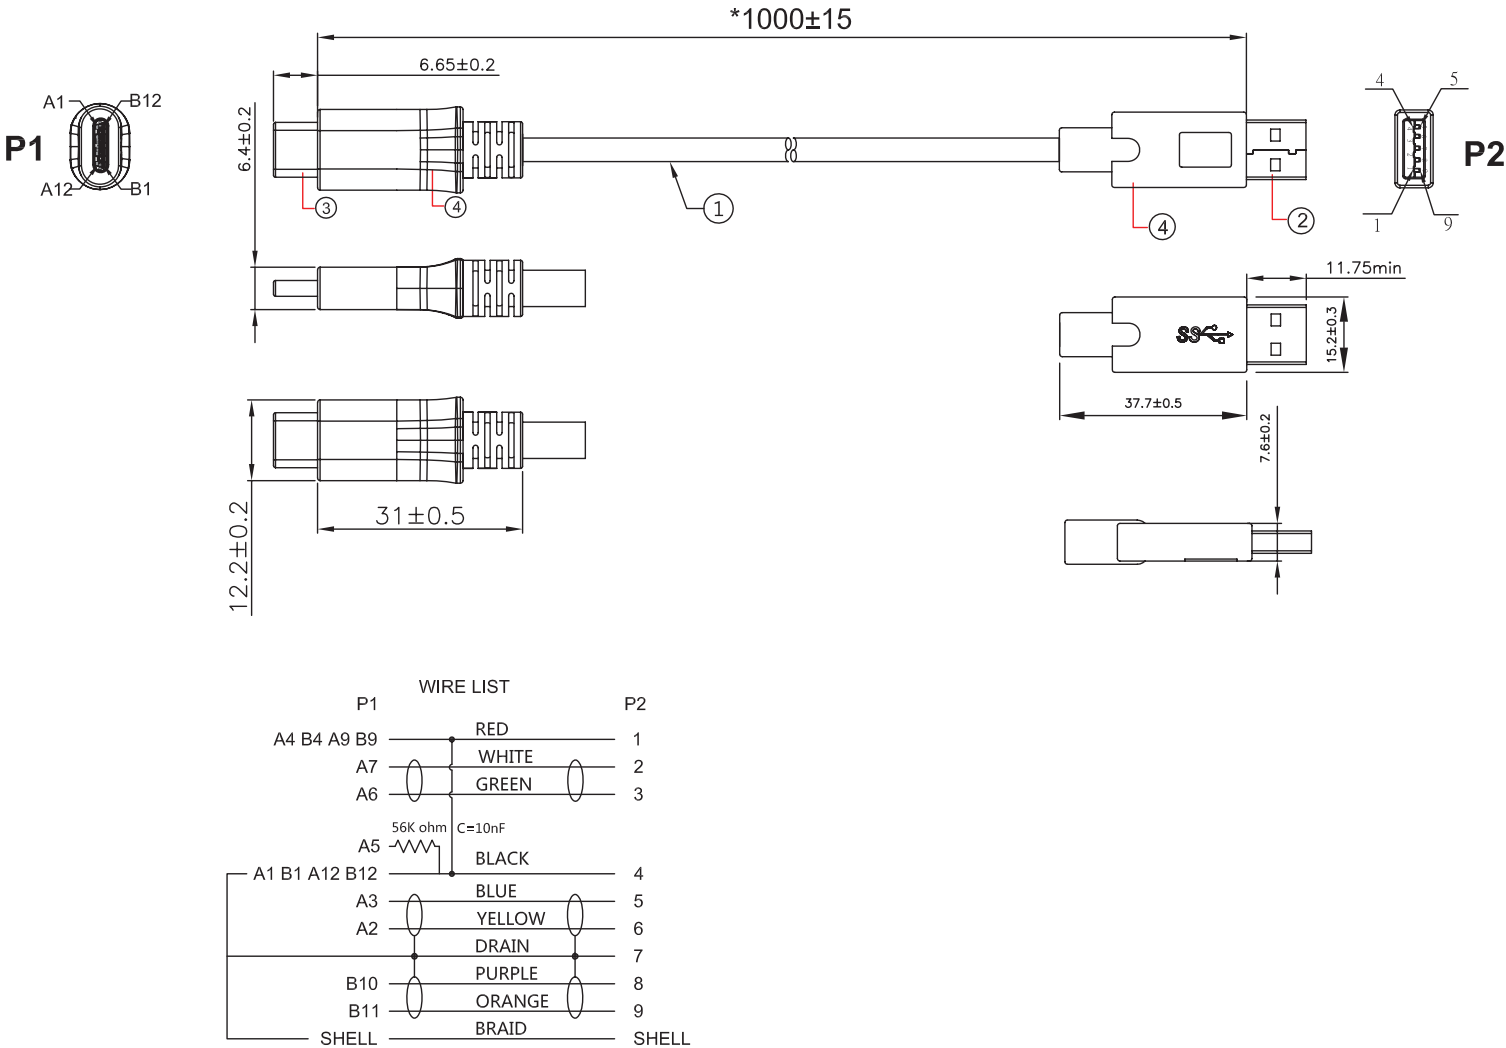 *1000±15
6.65±0.2
A1 B12
4 5
P1
P2
6.4±0.2
A12 B1
3 4 1
4 2
1 9
11.75min
SS
15.2±0.3
37.7±0.5
7.6±0.2
31±0.5
12.2±0.2
WIRE LIST
P1 P2
A4 B4 A9 B9 RED 1
A7 WHITE 2
A6 GREEN 3
56K ohm C=10nF
A5
BLACK
A1 B1 A12 B12 4
A3 BLUE 5
A2 YELLOW 6
DRAIN 7
B10 PURPLE 8
B11 ORANGE 9
SHELL BRAID SHELL